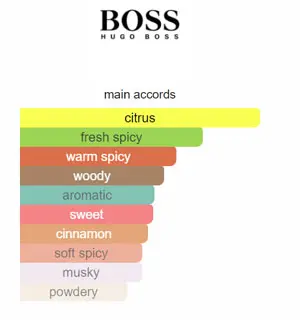 BOSS
HUGO BOSS
main accords
citrus
fresh spicy
warm spicy
woody
aromatic
sweet
cinnamon
soft spicy
musky
powdery